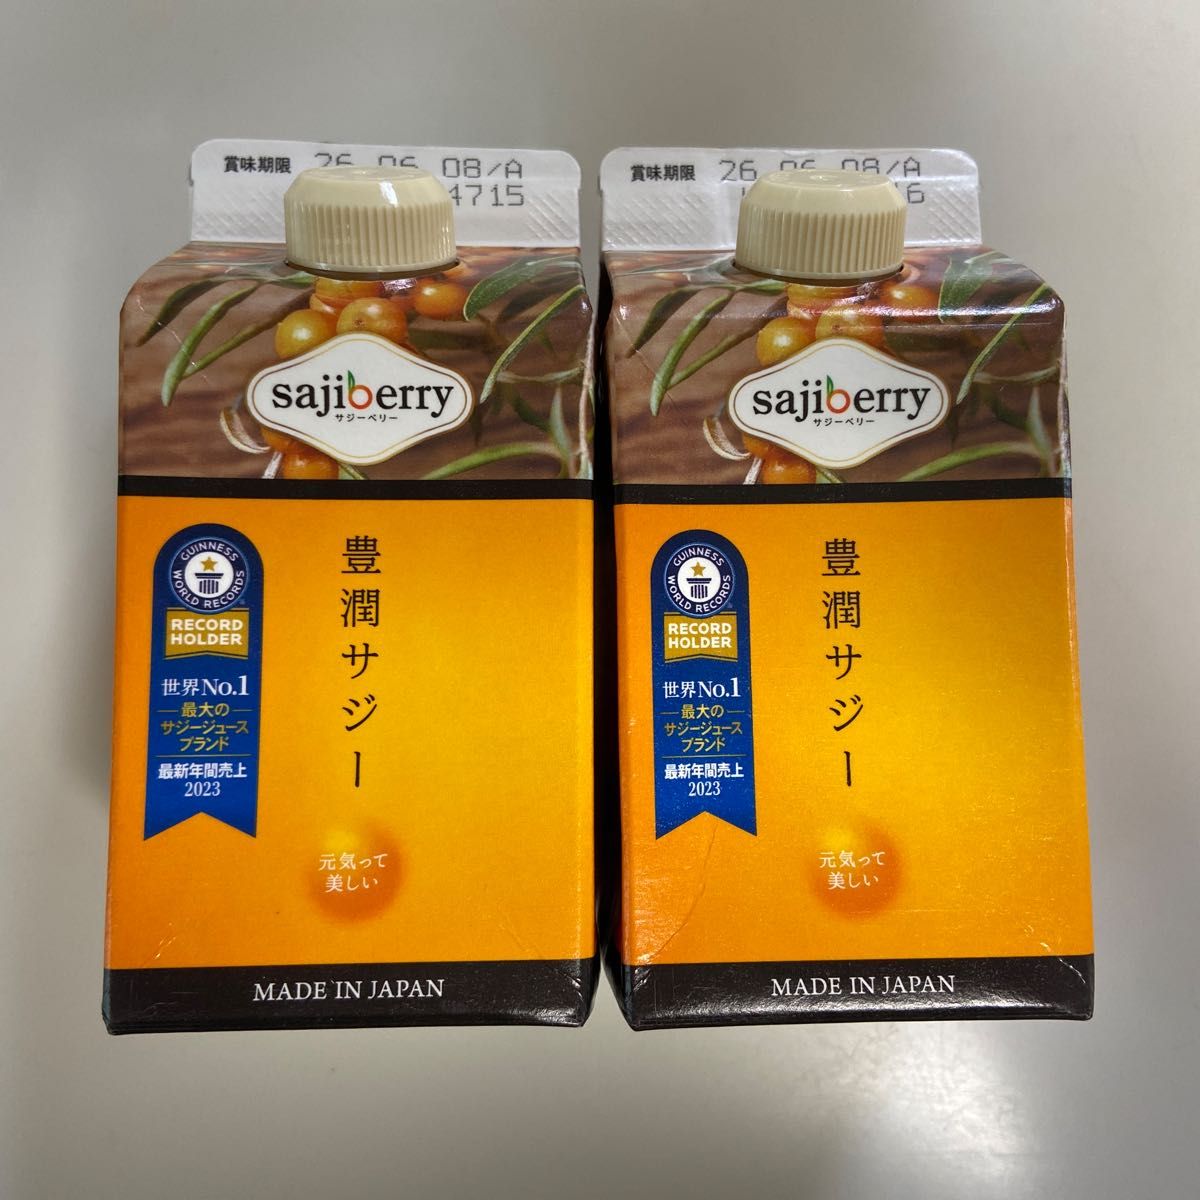 賞味期限 26.06.08/A
4715
sajiberry
サジーベリー
豊潤サジー
GUINNESS
WORLD RECORDS
RECORD
HOLDER
世界No.1
最大の
サジージュース
ブランド
最新年間売上
2023
元気って
美しい
MADE IN JAPAN
賞味期限 26.06.08/A
6
sajiberry
サジーベリー
豊潤サジー
GUINNESS
WORLD RECORDS
RECORD
HOLDER
世界No.1
最大の
サジージュース
ブランド
最新年間売上
2023
元気って
美しい
MADE IN JAPAN